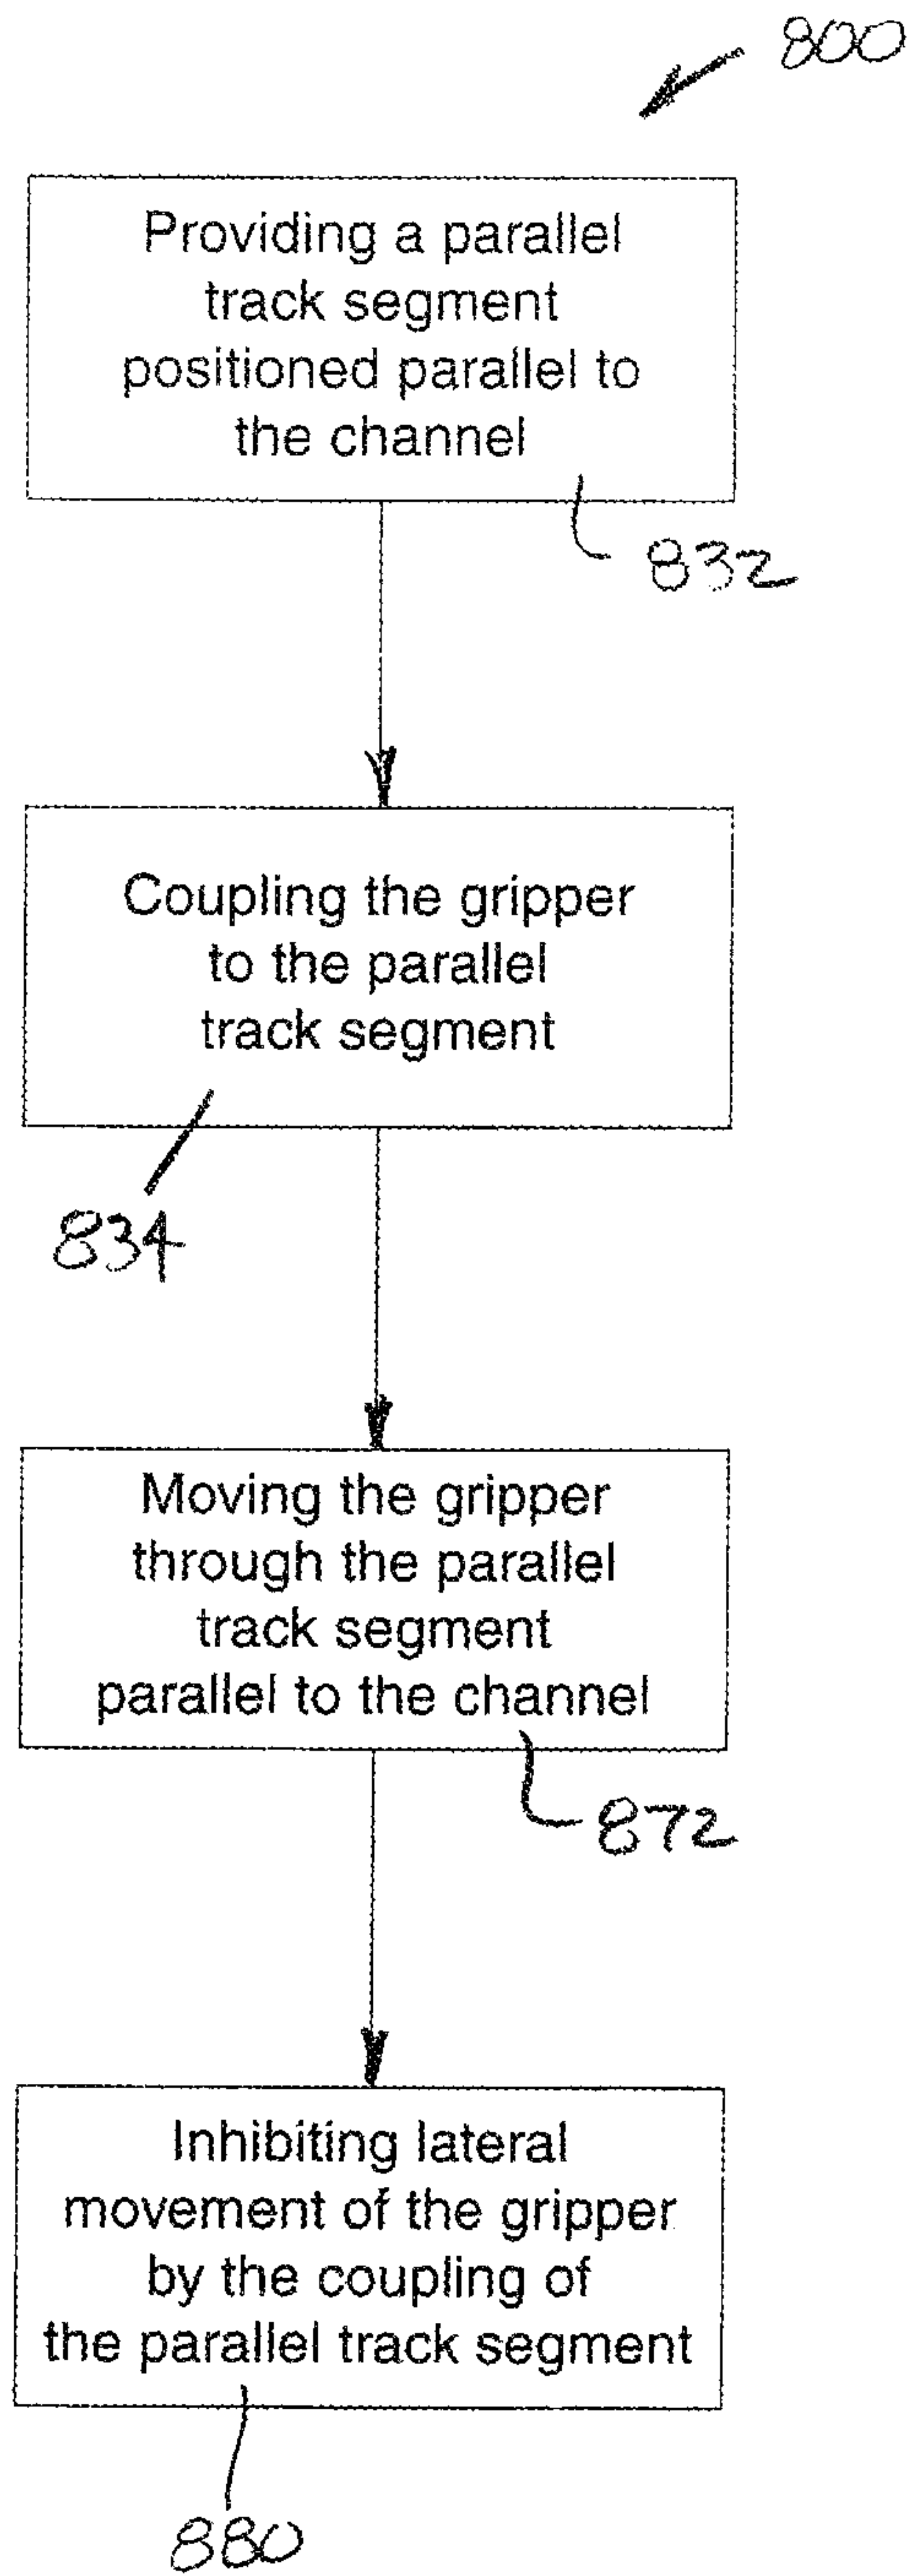 800
Providing a parallel
track segment
positioned parallel to
the channel
832
Coupling the gripper
to the parallel
track segment
834
Moving the gripper
through the parallel
track segment
parallel to the channel
872
Inhibiting lateral
movement of the gripper
by the coupling of
the parallel track segment
880